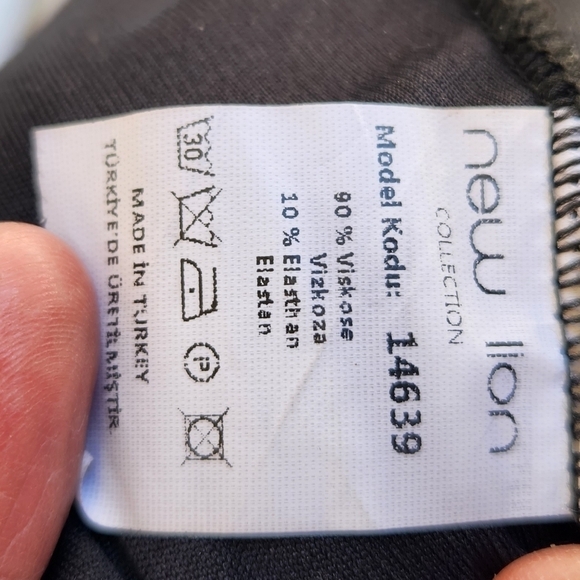 new lion
COLLECTION
Model Kodu: 14639
90 % Viskose
Vizkoza
10 % Elasthan
Elastan
30
P
MADE İN TURKEY
TÜRKİYE'DE ÜRETİLMİŞTİR.